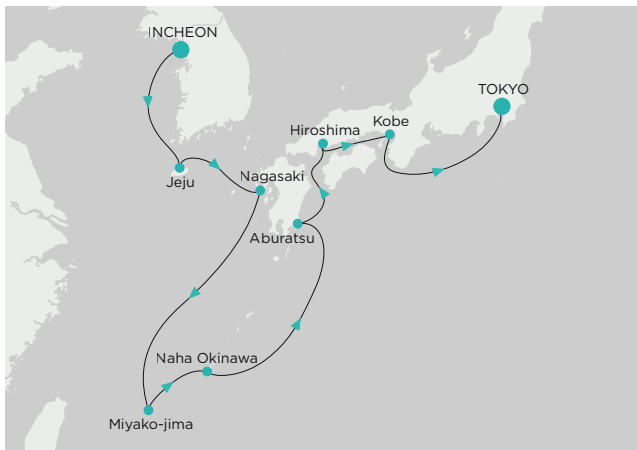 INCHEON
TOKYO
Kobe
Hiroshima
Jeju
Nagasaki
Aburatsu
Naha Okinawa
Miyako-jima